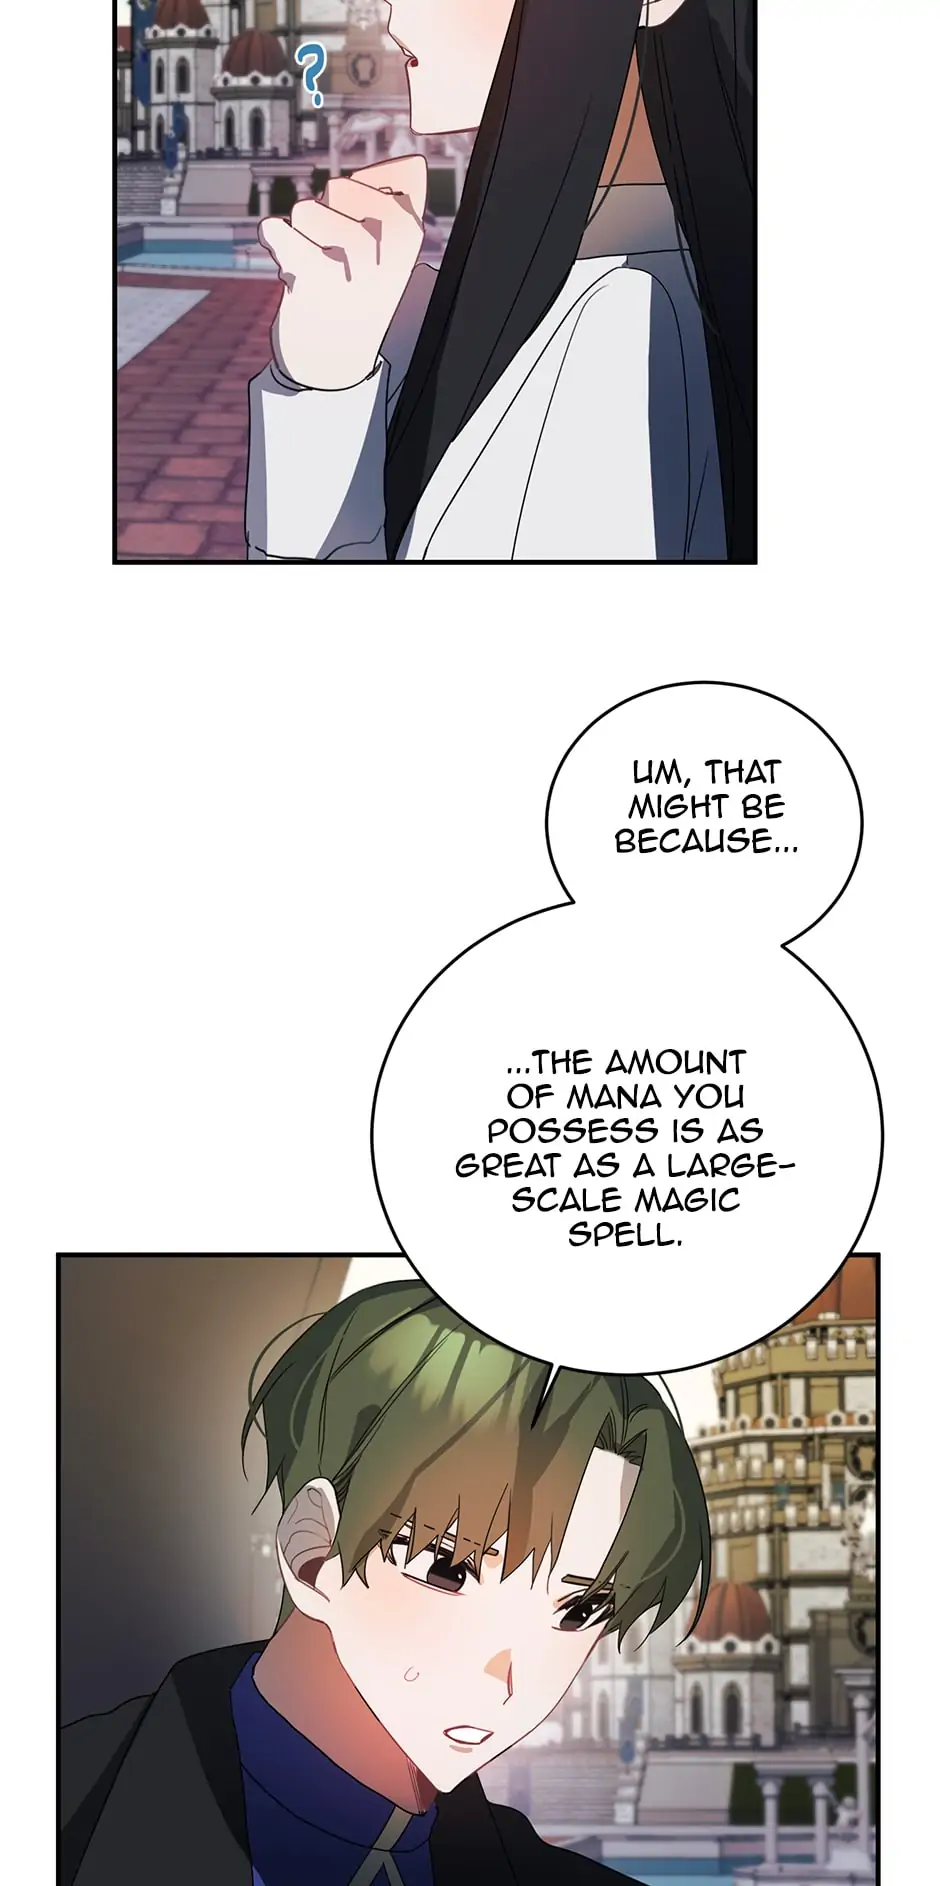 ?
UM, THAT
MIGHT BE
BECAUSE...
...THE AMOUNT
OF MANA YOU
POSSESS IS AS
GREAT AS A LARGE-
SCALE MAGIC
SPELL.